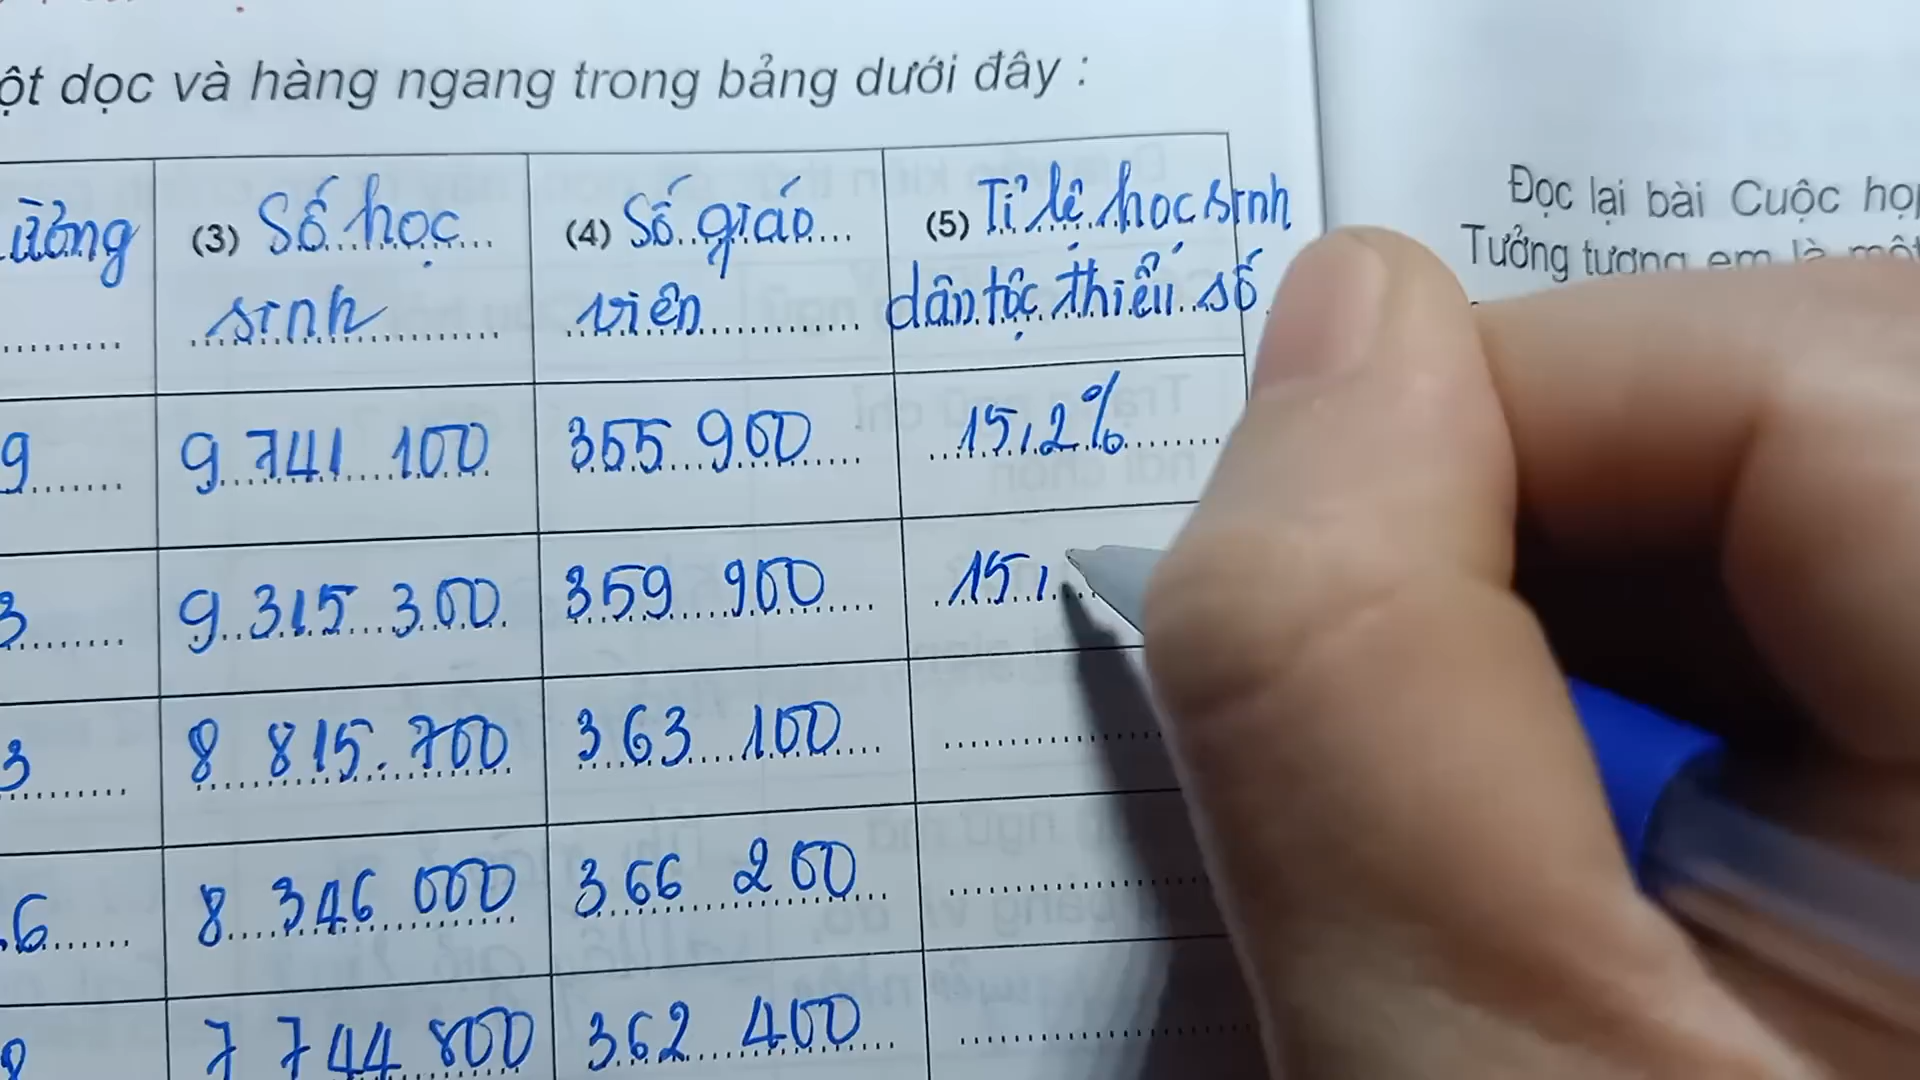 ột dọc và hàng ngang trong bảng dưới đây :
ường
(3) Số học
sinh
(4) Số giáo
viên
(5) Tỉ lệ học sinh
dân tộc thiểu số
9
9 741 100
355 900
15,2%
3
9 315 300
359 900
15,
3
8 815 700
363 100
6
8 346 000
366 200
8
7 744 800
362 400
Đọc lại bài Cuộc họp
Tưởng tượng em là một